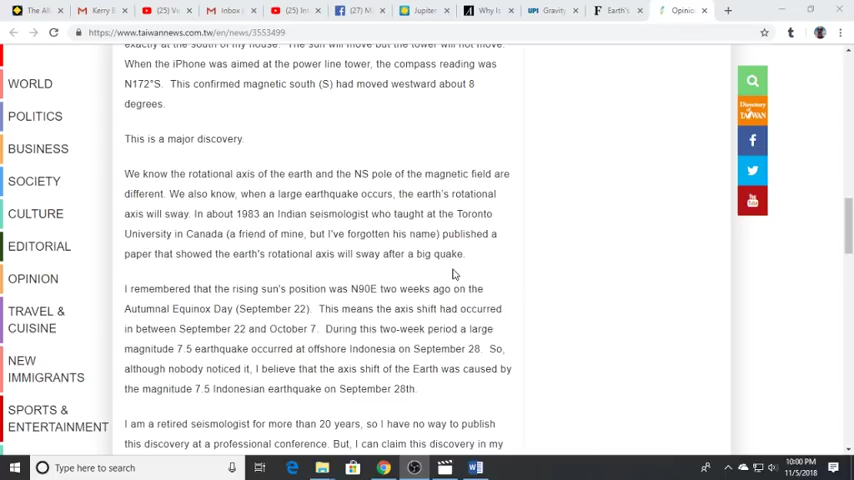 The Al
Kerry B
(25) V
Inbox
(25) In
(27) M
Jupiter
Why Is
UPI
Gravity
Earth's
Opinio
https://www.taiwannews.com.tw/en/news/3553499
exactly at the south of my house. The sun will move but the tower will not move.
When the iPhone was aimed at the power line tower, the compass reading was
N172°S. This confirmed magnetic south (S) had moved westward about 8
degrees.
This is a major discovery.
We know the rotational axis of the earth and the NS pole of the magnetic field are
different. We also know, when a large earthquake occurs, the earth's rotational
axis will sway. In about 1983 an Indian seismologist who taught at the Toronto
University in Canada (a friend of mine, but I've forgotten his name) published a
paper that showed the earth's rotational axis will sway after a big quake.
I remembered that the rising sun's position was N90E two weeks ago on the
Autumnal Equinox Day (September 22). This means the axis shift had occurred
in between September 22 and October 7. During this two-week period a large
magnitude 7.5 earthquake occurred at offshore Indonesia on September 28. So,
although nobody noticed it, I believe that the axis shift of the Earth was caused by
the magnitude 7.5 Indonesian earthquake on September 28th.
I am a retired seismologist for more than 20 years, so I have no way to publish
this discovery at a professional conference. But, I can claim this discovery in my
WORLD
POLITICS
BUSINESS
SOCIETY
CULTURE
EDITORIAL
OPINION
TRAVEL &
CUISINE
NEW
IMMIGRANTS
SPORTS &
ENTERTAINMENT
Directory
of
TAIWAN
You
Tube
Type here to search
10:00 PM
11/5/2018